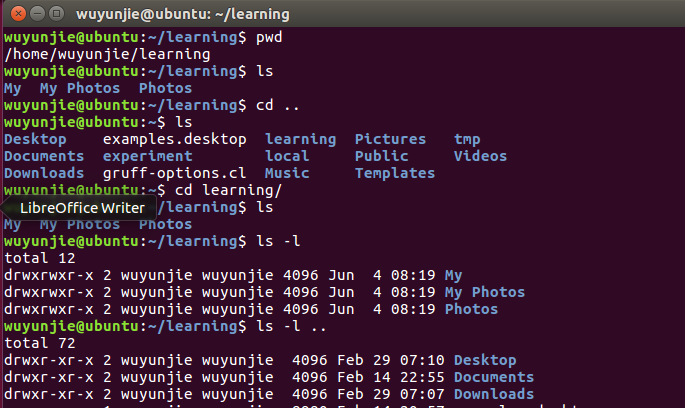 wuyunjie@ubuntu: ~/learning
wuyunjie@ubuntu:~/learning$ pwd
/home/wuyunjie/learning
wuyunjie@ubuntu:~/learning$ ls
My  My Photos  Photos
wuyunjie@ubuntu:~/learning$ cd ..
wuyunjie@ubuntu:~$ ls
Desktop    examples.desktop  learning  Pictures   tmp
Documents  experiment        local     Public     Videos
Downloads  gruff-options.cl  Music     Templates
wuyunjie@ubuntu:~$ cd learning/
LibreOffice Writer
/learning$ ls
My  My Photos  Photos
wuyunjie@ubuntu:~/learning$ ls -l
total 12
drwxrwxr-x 2 wuyunjie wuyunjie 4096 Jun  4 08:19 My
drwxrwxr-x 2 wuyunjie wuyunjie 4096 Jun  4 08:19 My Photos
drwxrwxr-x 2 wuyunjie wuyunjie 4096 Jun  4 08:19 Photos
wuyunjie@ubuntu:~/learning$ ls -l ..
total 72
drwxr-xr-x 2 wuyunjie wuyunjie  4096 Feb 29 07:10 Desktop
drwxr-xr-x 2 wuyunjie wuyunjie  4096 Feb 14 22:55 Documents
drwxr-xr-x 2 wuyunjie wuyunjie  4096 Feb 29 07:07 Downloads